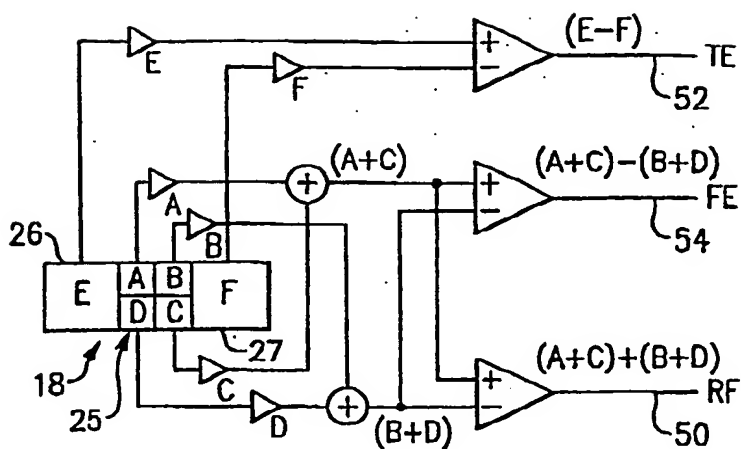 (E-F)
+
-
TE
E
F
52
(A+C)
(A+C)-(B+D)
+
+
-
FE
A
26
B
54
E
A
B
F
D
C
18
25
27
C
(A+C)+(B+D)
+
-
RF
D
+
(B+D)
50